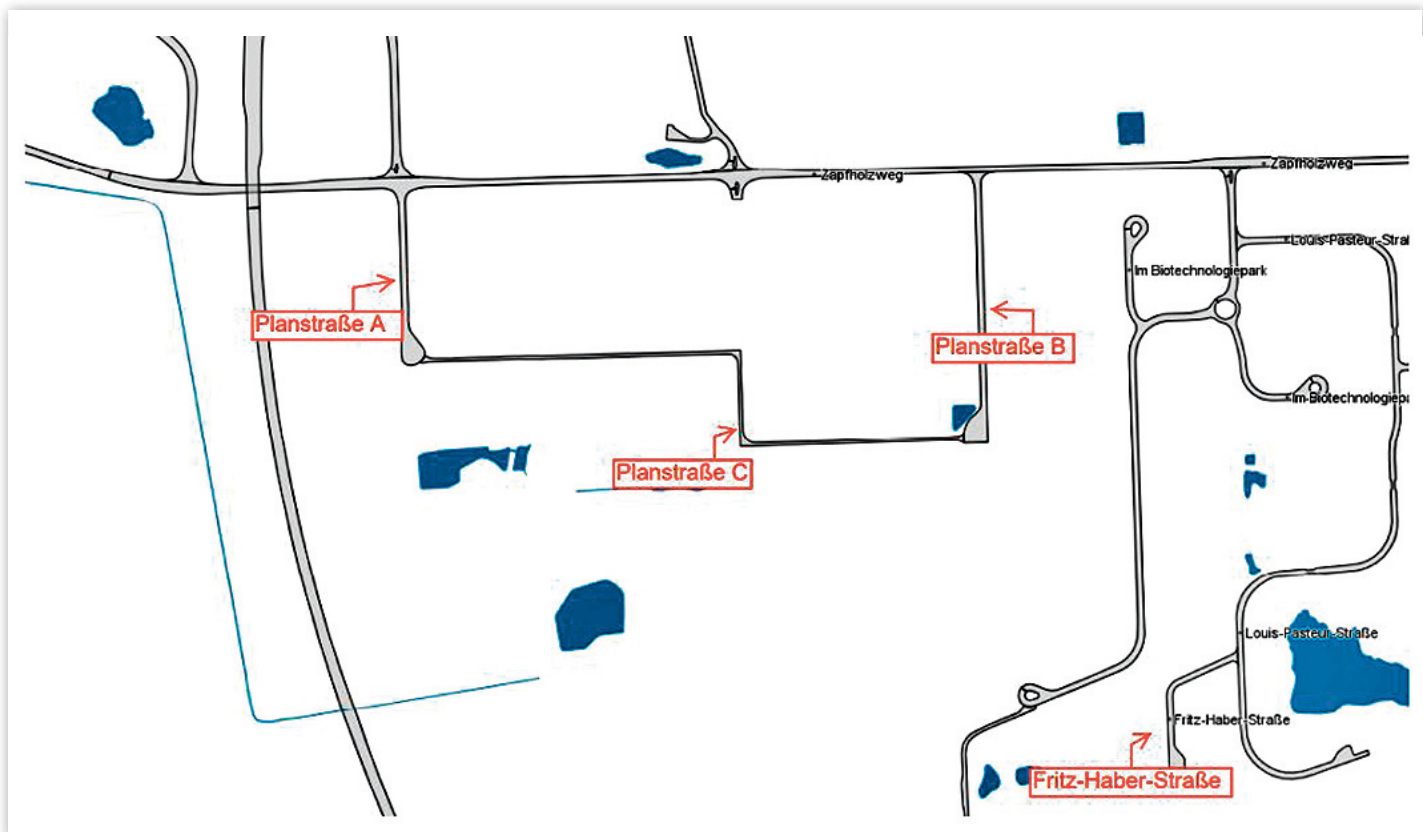 Zapfholzweg
Zapfholzweg
Louis-Pasteur-Straß
Im Biotechnologiepark
Planstraße A
Planstraße B
Im-Biotechnologiepa
Planstraße C
Louis-Pasteur-Straße
Fritz-Haber-Straße
Fritz-Haber-Straße